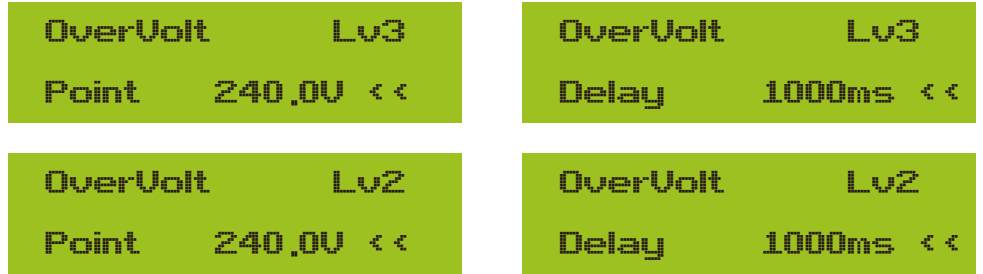 OverVolt Lv3
Point 240.0V <<
OverVolt Lv3
Delay 1000ms <<
OverVolt Lv2
Point 240.0V <<
OverVolt Lv2
Delay 1000ms <<